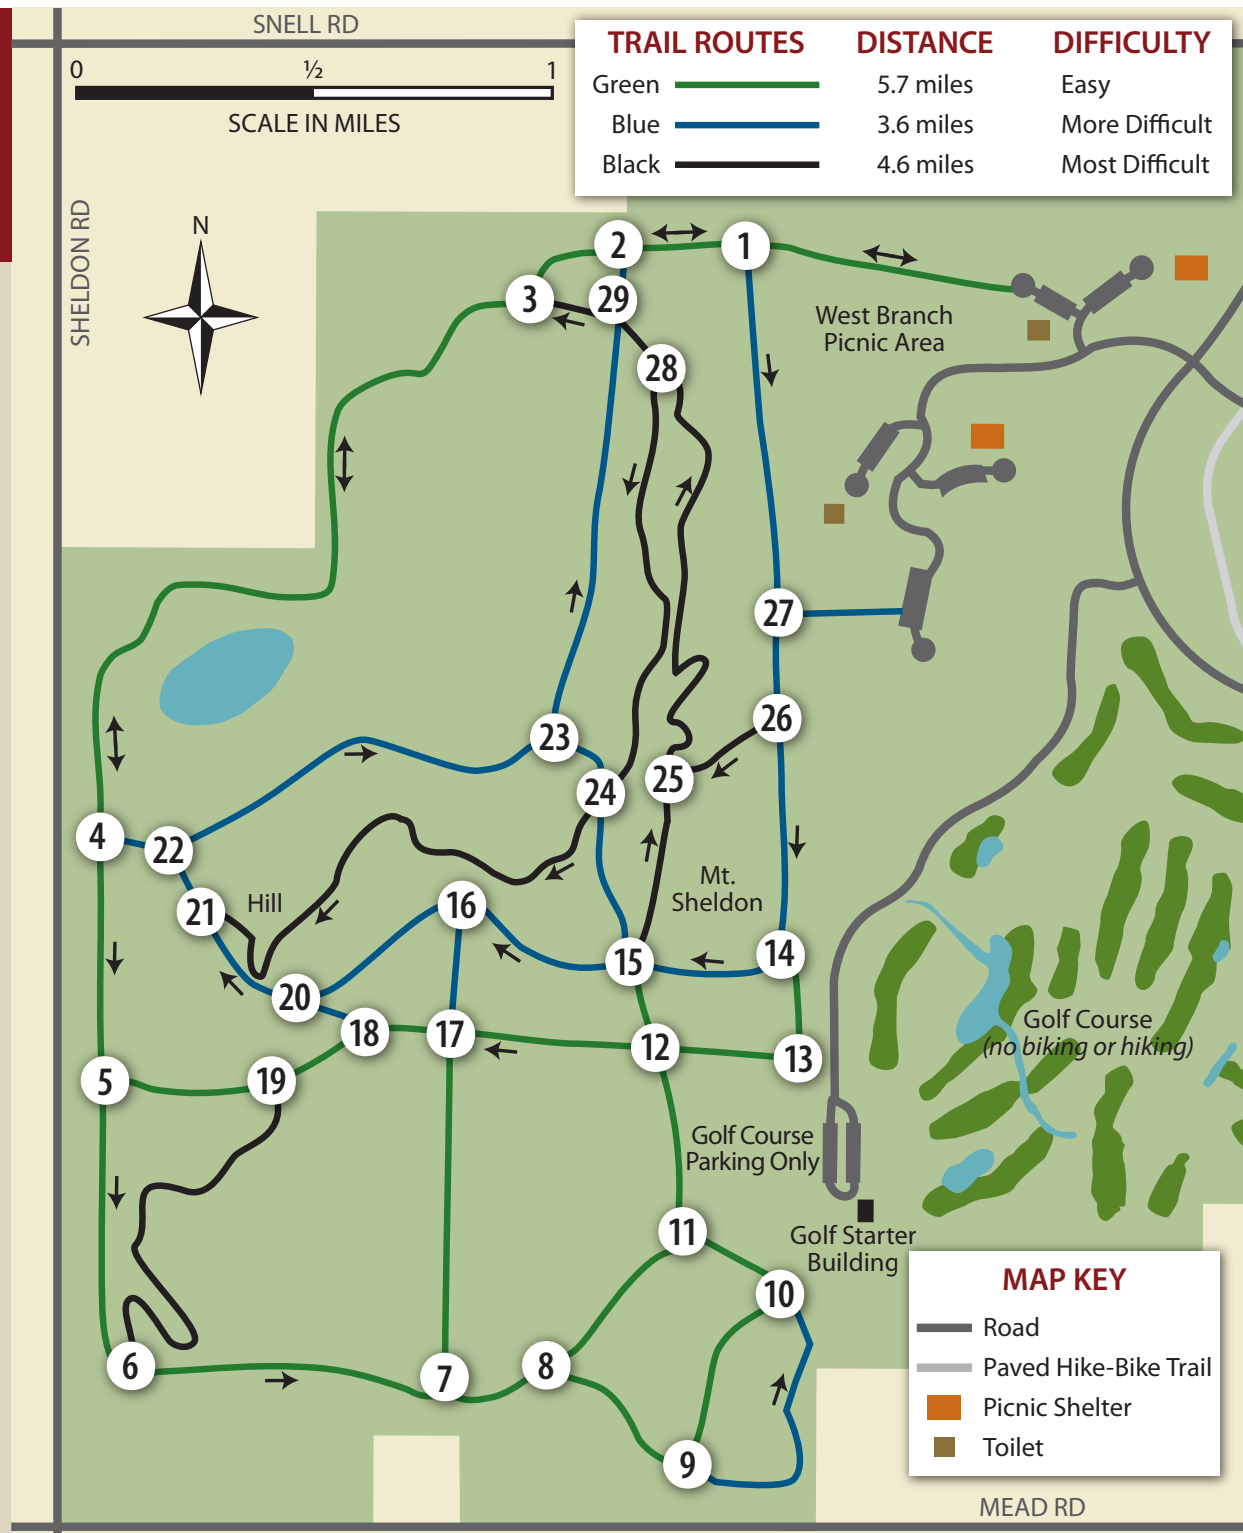 SNELL RD
TRAIL ROUTES DISTANCE DIFFICULTY
Green 5.7 miles Easy
Blue 3.6 miles More Difficult
Black 4.6 miles Most Difficult
0 ½ 1
SCALE IN MILES
SHELDON RD
N
2
1
3
29
West Branch
Picnic Area
28
27
26
23
25
24
4
22
Mt.
Sheldon
21
Hill
16
15
14
20
18
17
12
13
Golf Course
(no biking or hiking)
5
19
Golf Course
Parking Only
11
Golf Starter
Building
10
6
7
8
9
MAP KEY
Road
Paved Hike-Bike Trail
Picnic Shelter
Toilet
MEAD RD